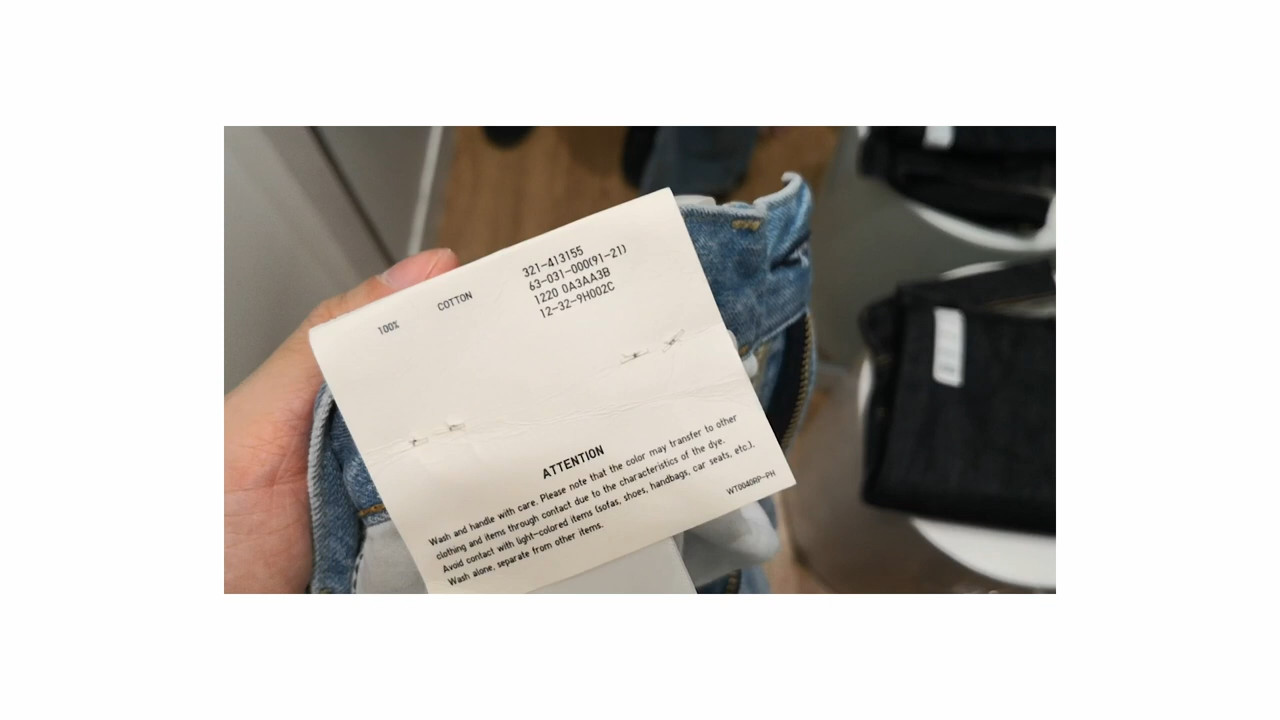 321-413155
63-031-000(91-21)
1220 0A3AA3B
12-32-9H002C
100% COTTON
ATTENTION
Wash and handle with care. Please note that the color may transfer to other
clothing and items through contact due to the characteristics of the dye.
Avoid contact with light-colored items (sofas, shoes, handbags, car seats, etc.).
Wash alone, separate from other items.
WT0040RP-PH